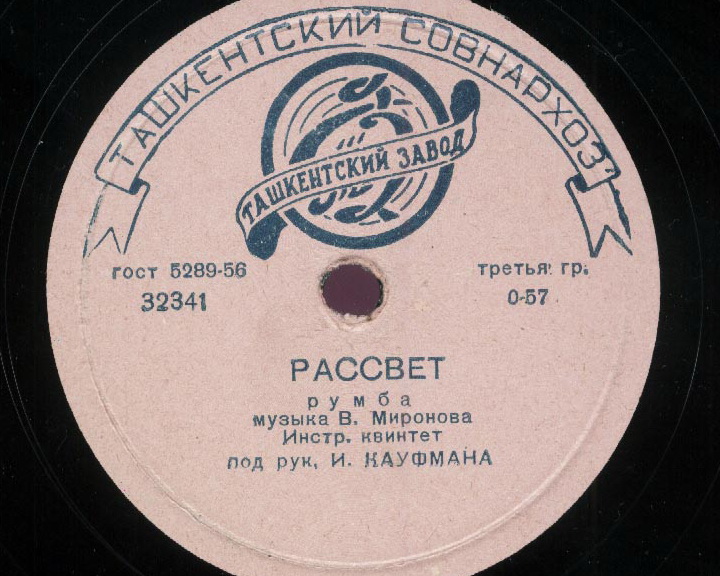 ТАШКЕНТСКИЙ СОВНАРХОЗ
ТАШКЕНТСКИЙ ЗАВОД
гост 5289-56
третья гр.
32341
0-57
РАССВЕТ
румба
музыка В. Миронова
Инстр. квинтет
под рук. И. КАУФМАНА